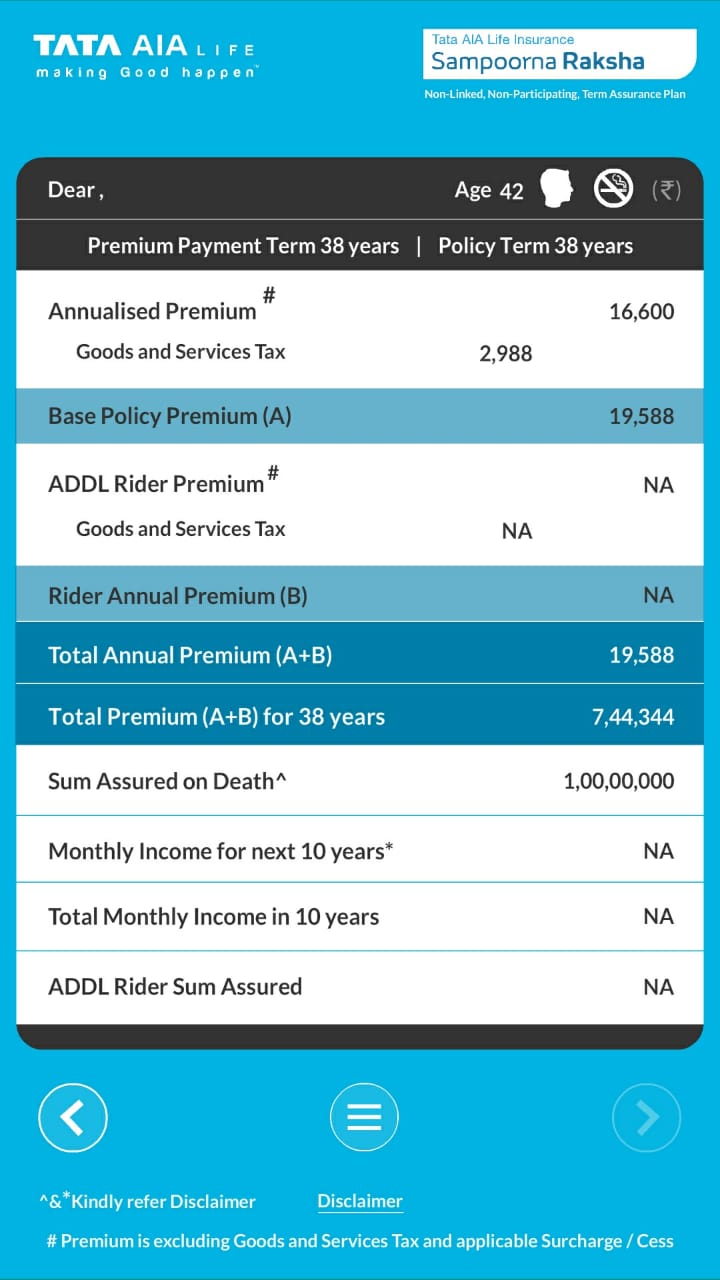 TATA AIA LIFE
making Good happen™
Tata AIA Life Insurance
Sampoorna Raksha
Non-Linked, Non-Participating, Term Assurance Plan
Dear , Age 42 (₹)
Premium Payment Term 38 years | Policy Term 38 years
Annualised Premium # 16,600
Goods and Services Tax 2,988
Base Policy Premium (A) 19,588
ADDL Rider Premium # NA
Goods and Services Tax NA
Rider Annual Premium (B) NA
Total Annual Premium (A+B) 19,588
Total Premium (A+B) for 38 years 7,44,344
Sum Assured on Death^ 1,00,00,000
Monthly Income for next 10 years* NA
Total Monthly Income in 10 years NA
ADDL Rider Sum Assured NA
^&*Kindly refer Disclaimer Disclaimer
# Premium is excluding Goods and Services Tax and applicable Surcharge / Cess